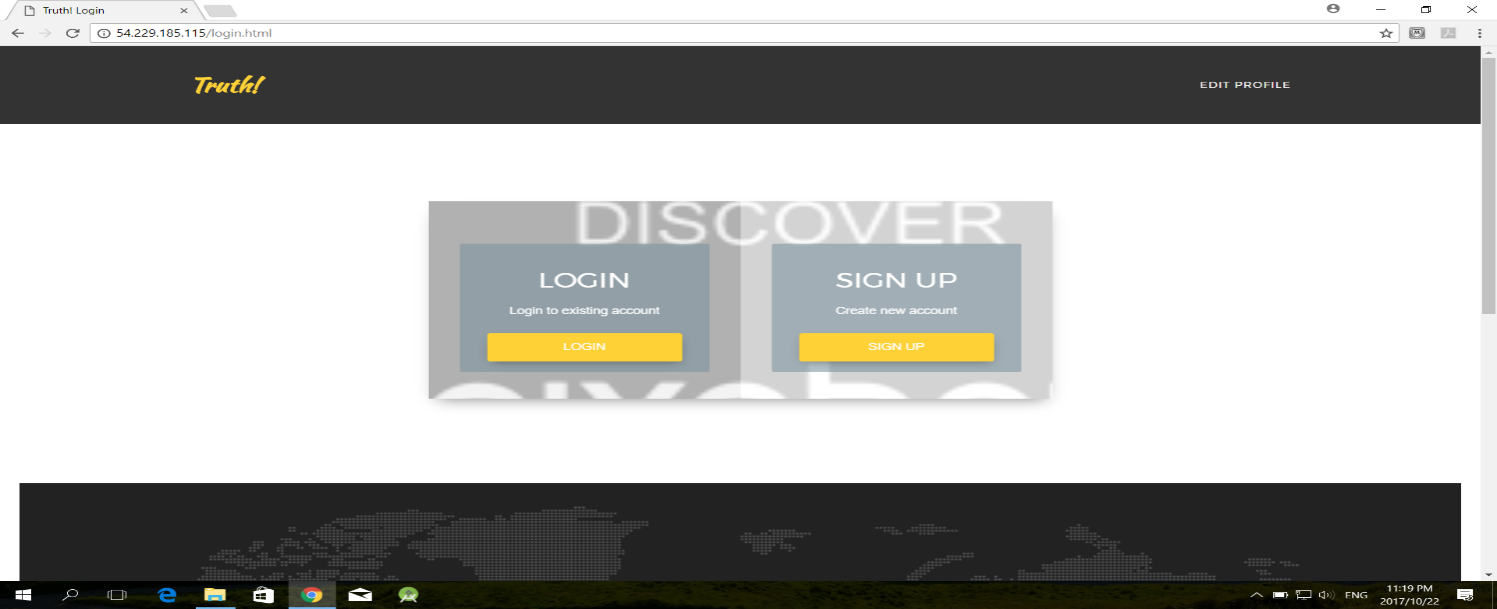 Truth! Login
54.229.185.115/login.html
Truth!
EDIT PROFILE
DISCOVER
LOGIN
Login to existing account
LOGIN
SIGN UP
Create new account
SIGN UP
ENG
11:19 PM
2017/10/22